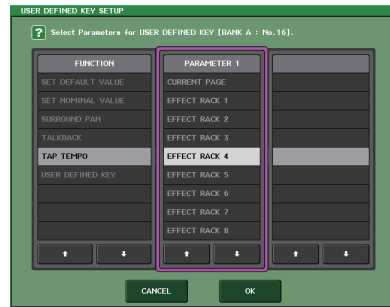 USER DEFINED KEY SETUP
? Select Parameters for USER DEFINED KEY [BANK A : No.16].
FUNCTION
SET DEFAULT VALUE
SET NOMINAL VALUE
SURROUND PAN
TALKBACK
TAP TEMPO
USER DEFINED KEY
PARAMETER 1
CURRENT PAGE
EFFECT RACK 1
EFFECT RACK 2
EFFECT RACK 3
EFFECT RACK 4
EFFECT RACK 5
EFFECT RACK 6
EFFECT RACK 7
EFFECT RACK 8
CANCEL
OK